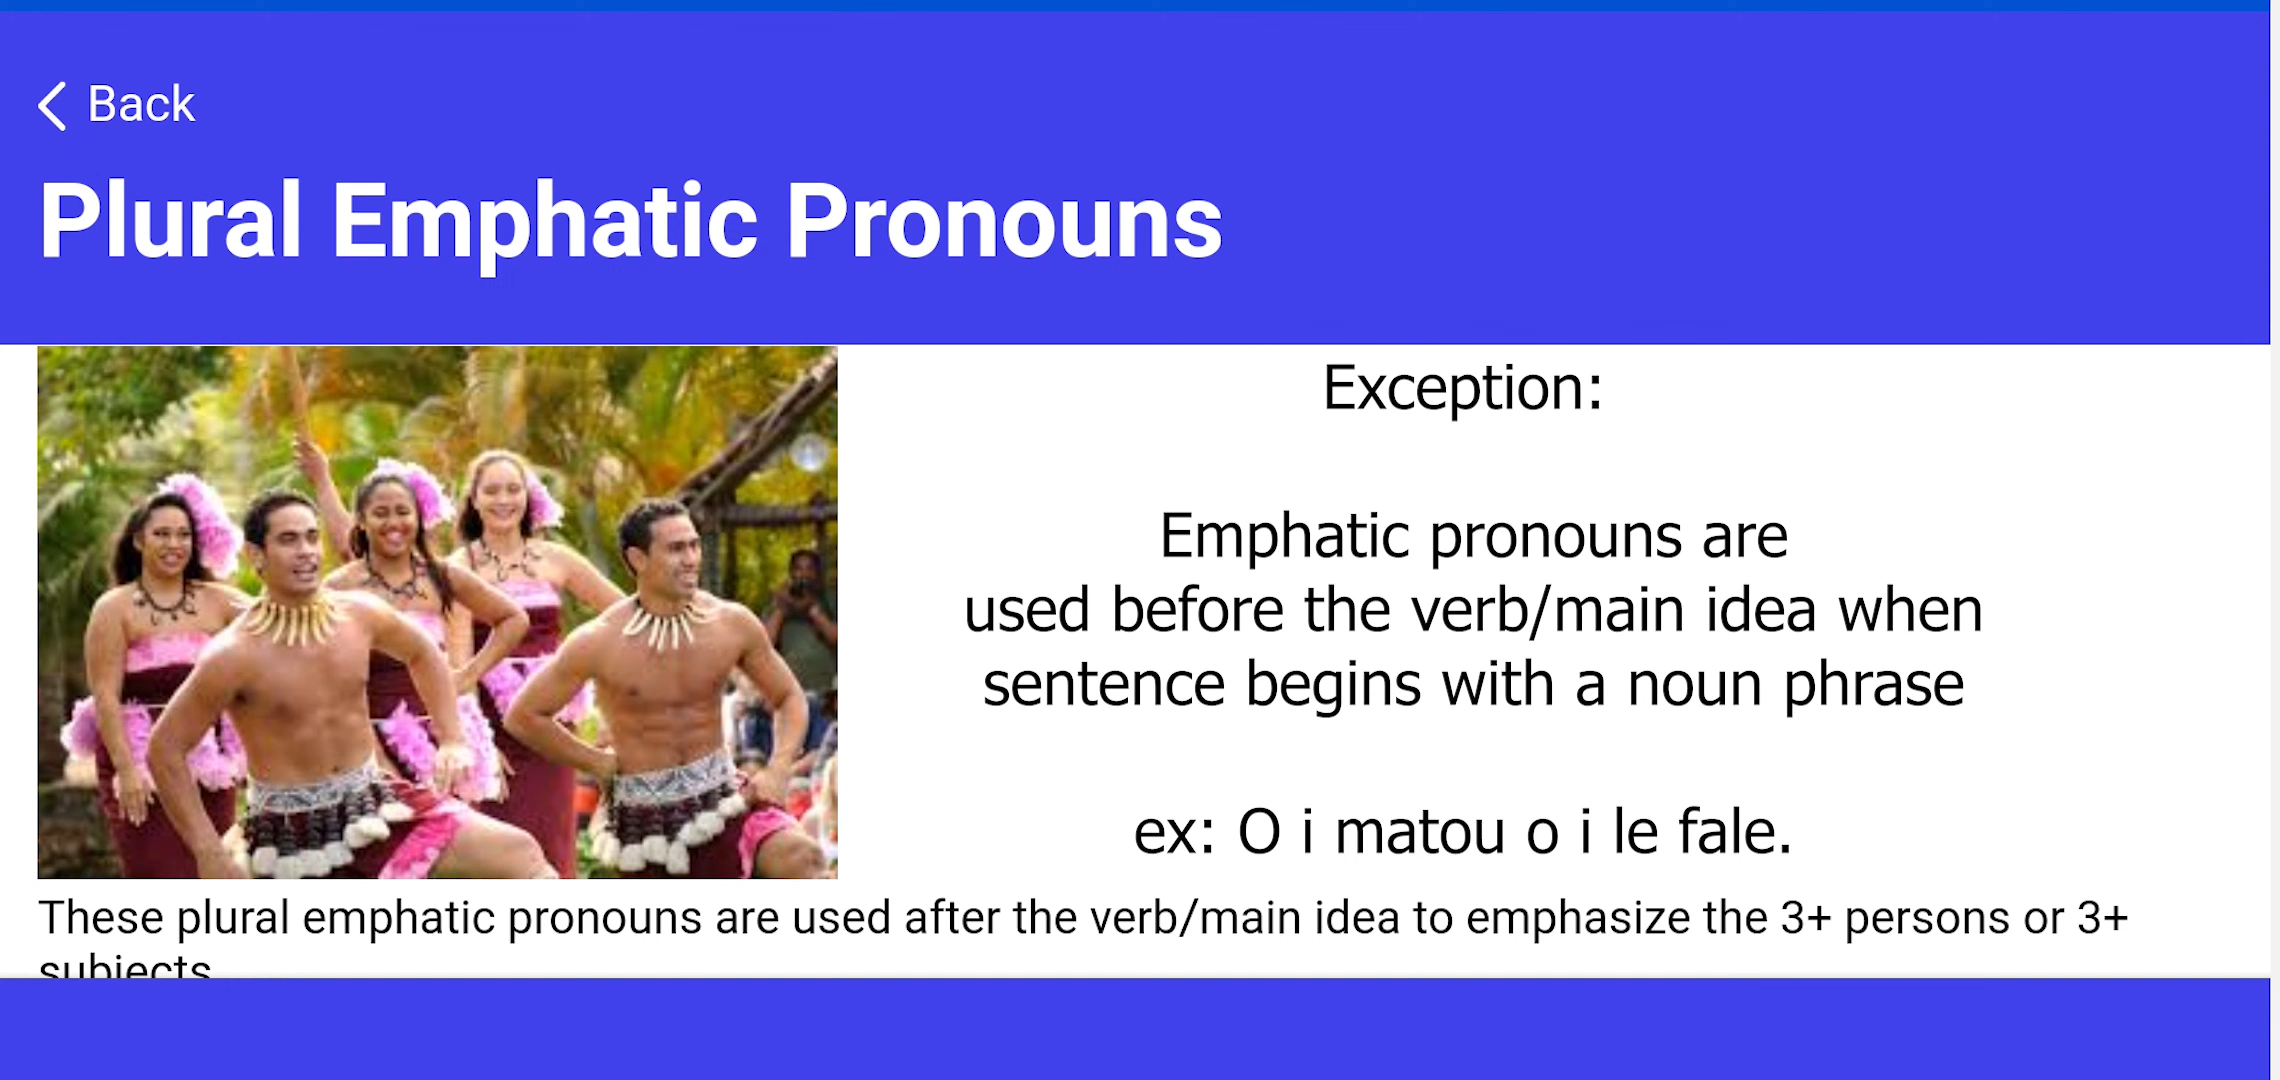 Back
Plural Emphatic Pronouns
Exception:
Emphatic pronouns are
used before the verb/main idea when
sentence begins with a noun phrase
ex: O i matou o i le fale.
These plural emphatic pronouns are used after the verb/main idea to emphasize the 3+ persons or 3+
subjects